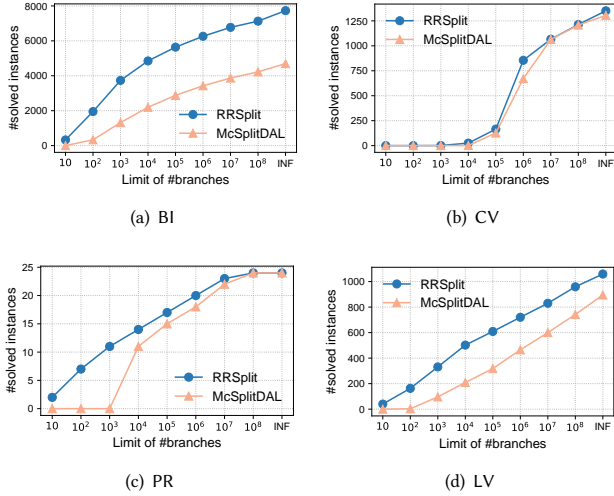 8000
6000
4000
2000
0
#solved instances
RRSplit
McSplitDAL
10 10² 10³ 10⁴ 10⁵ 10⁶ 10⁷ 10⁸ INF
Limit of #branches
(a) BI
1250
1000
750
500
250
0
#solved instances
RRSplit
McSplitDAL
10 10² 10³ 10⁴ 10⁵ 10⁶ 10⁷ 10⁸ INF
Limit of #branches
(b) CV
25
20
15
10
5
0
#solved instances
RRSplit
McSplitDAL
10 10² 10³ 10⁴ 10⁵ 10⁶ 10⁷ 10⁸ INF
Limit of #branches
(c) PR
1000
800
600
400
200
0
#solved instances
RRSplit
McSplitDAL
10 10² 10³ 10⁴ 10⁵ 10⁶ 10⁷ 10⁸ INF
Limit of #branches
(d) LV